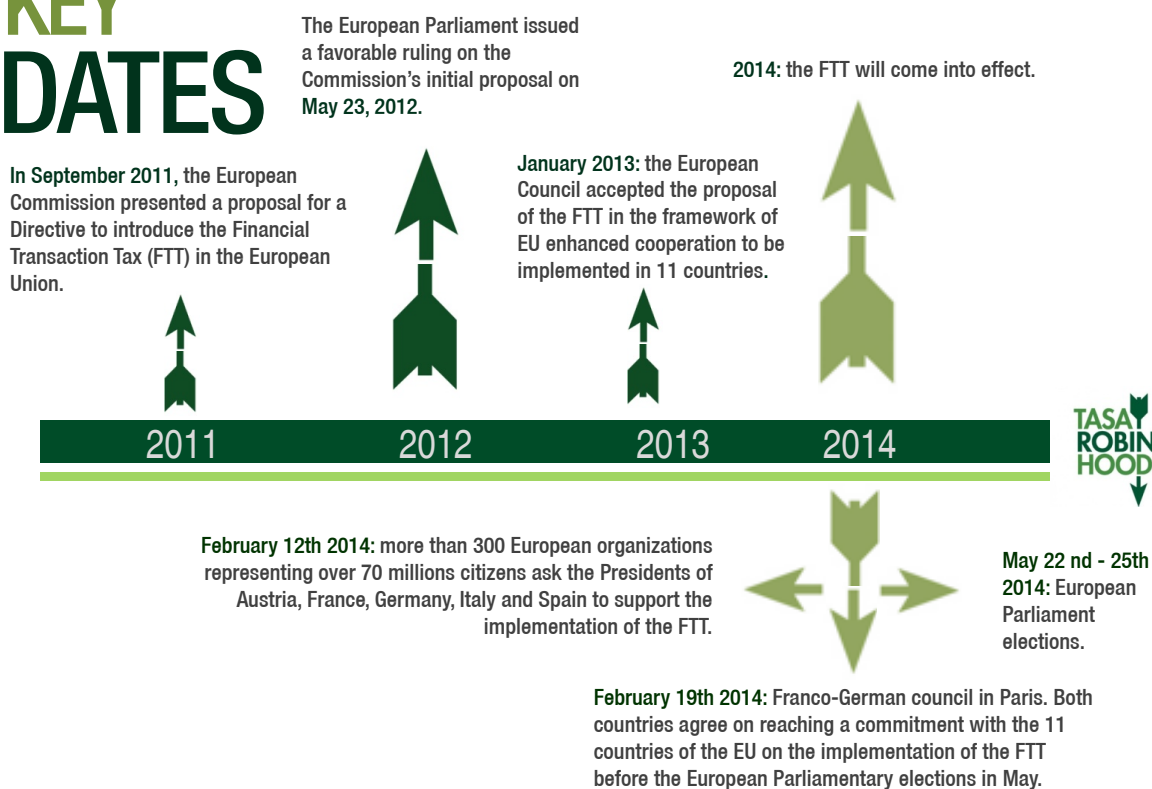 KEY
DATES
The European Parliament issued
a favorable ruling on the
Commission's initial proposal on
May 23, 2012.
2014: the FTT will come into effect.
In September 2011, the European
Commission presented a proposal for a
Directive to introduce the Financial
Transaction Tax (FTT) in the European
Union.
January 2013: the European
Council accepted the proposal
of the FTT in the framework of
EU enhanced cooperation to be
implemented in 11 countries.
2011
2012
2013
2014
TASA
ROBIN
HOOD
February 12th 2014: more than 300 European organizations
representing over 70 millions citizens ask the Presidents of
Austria, France, Germany, Italy and Spain to support the
implementation of the FTT.
May 22 nd - 25th
2014: European
Parliament
elections.
February 19th 2014: Franco-German council in Paris. Both
countries agree on reaching a commitment with the 11
countries of the EU on the implementation of the FTT
before the European Parliamentary elections in May.